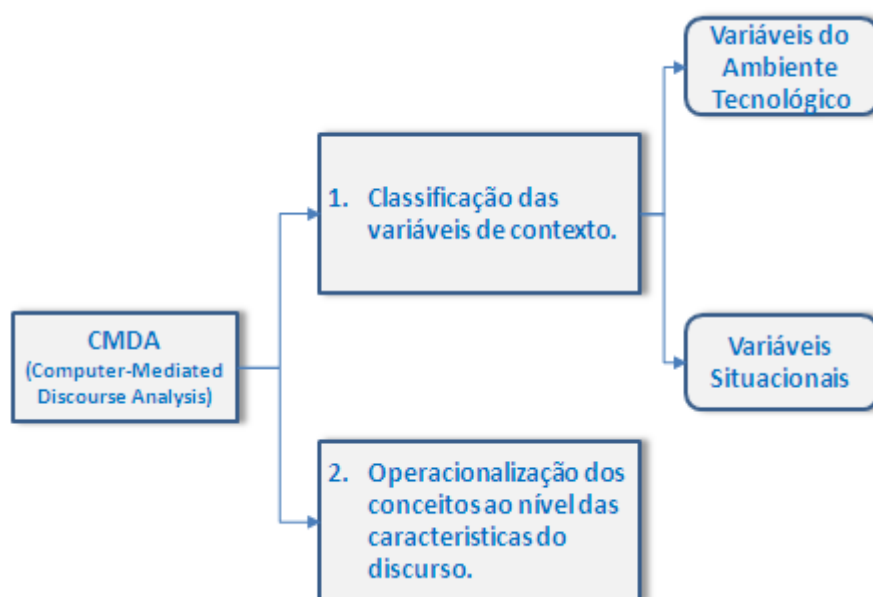 Variáveis do
Ambiente
Tecnológico
1. Classificação das
variáveis de contexto.
CMDA
(Computer-Mediated
Discourse Analysis)
Variáveis
Situacionais
2. Operacionalização dos
conceitos ao nível das
caracteristicas do
discurso.